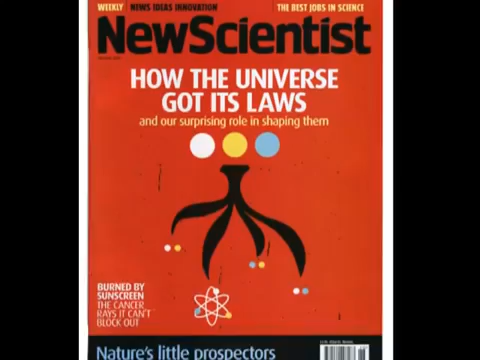 WEEKLY NEWS IDEAS INNOVATION THE BEST JOBS IN SCIENCE
NewScientist
HOW THE UNIVERSE
GOT ITS LAWS
and our surprising role in shaping them
BURNED BY
SUNSCREEN
THE CANCER
RAYS IT CAN'T
BLOCK OUT
Nature's little prospectors